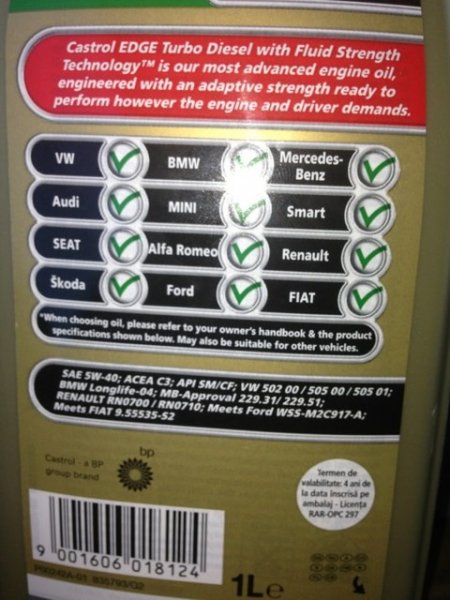 Castrol EDGE Turbo Diesel with Fluid Strength
Technology™ is our most advanced engine oil,
engineered with an adaptive strength ready to
perform however the engine and driver demands.
VW
BMW
Mercedes-
Benz
Audi
MINI
Smart
SEAT
Alfa Romeo
Renault
Škoda
Ford
FIAT
*When choosing oil, please refer to your owner's handbook & the product
specifications shown below. May also be suitable for other vehicles.
SAE 5W-40; ACEA C3; API SM/CF; VW 502 00 / 505 00 / 505 01;
BMW Longlife-04; MB-Approval 229.31/ 229.51;
RENAULT RN0700 / RN0710; Meets Ford WSS-M2C917-A;
Meets FIAT 9.55535-S2
Castrol - a BP
group brand
bp
Termen de
valabilitate: 4 ani de
la data înscrisă pe
ambalaj - Licența
RAR-OPC 297
9 001606 018124
1L e